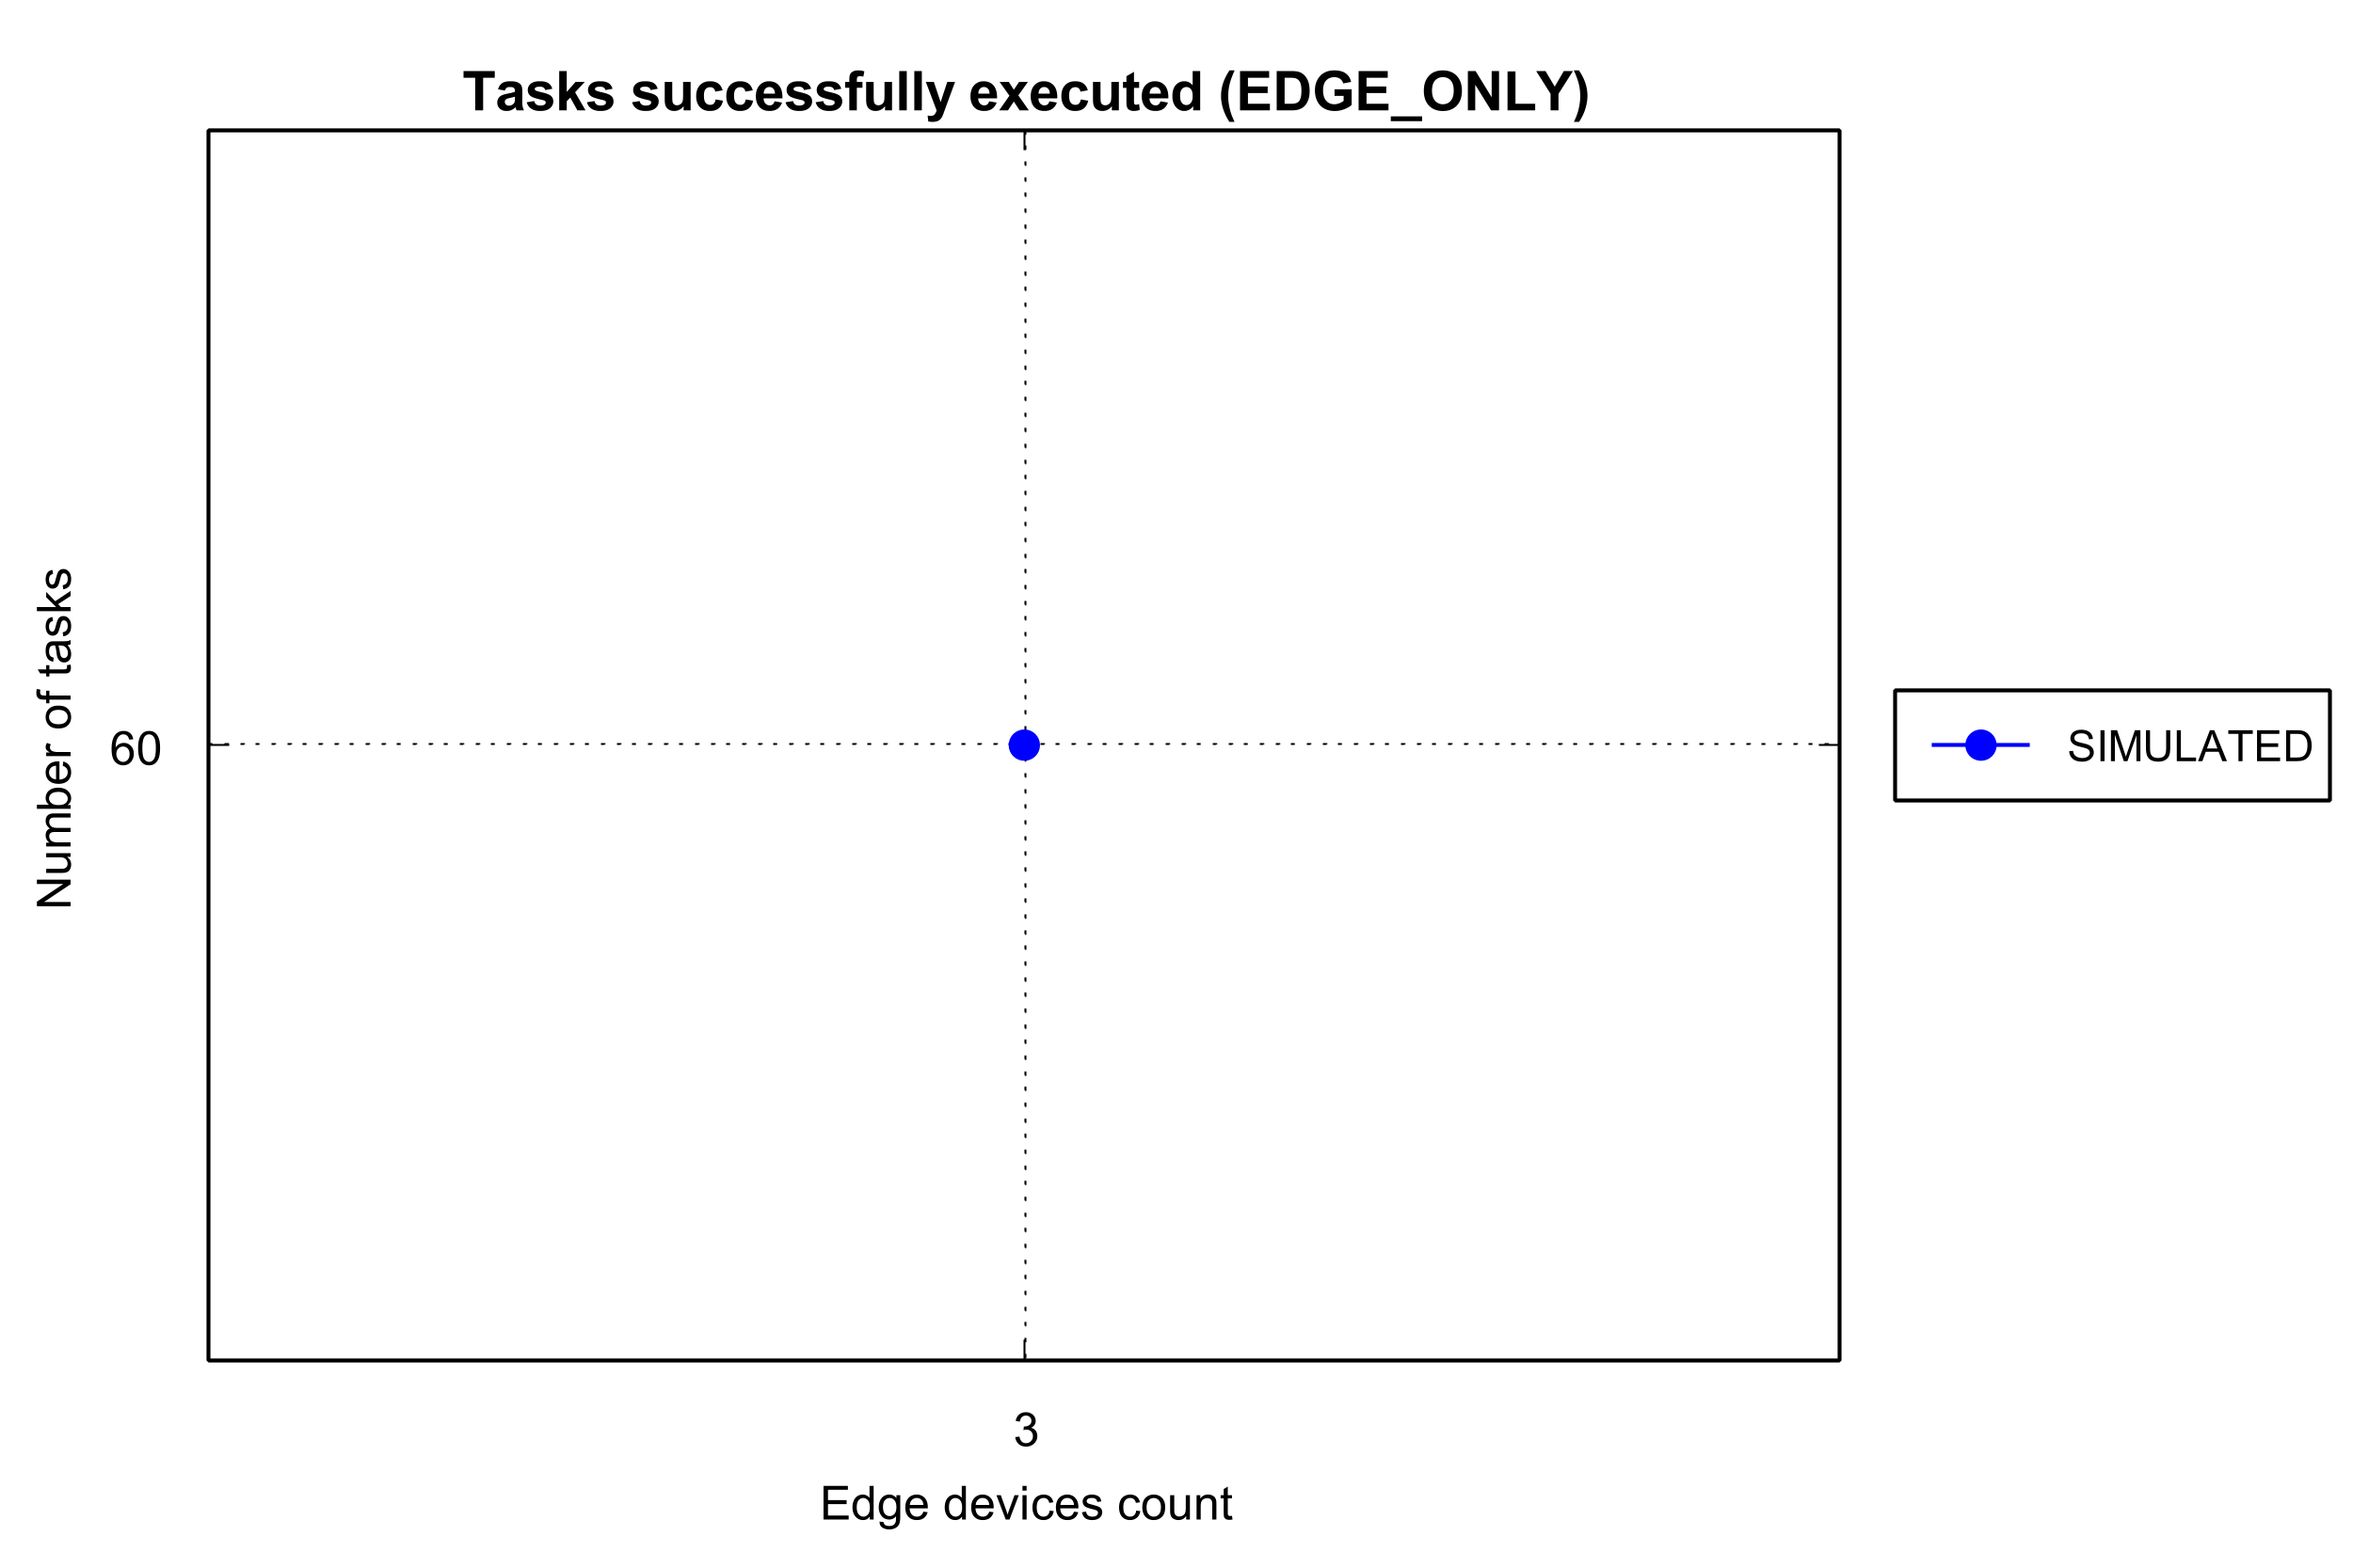 Tasks successfully executed (EDGE_ONLY)
Number of tasks
60
SIMULATED
3
Edge devices count